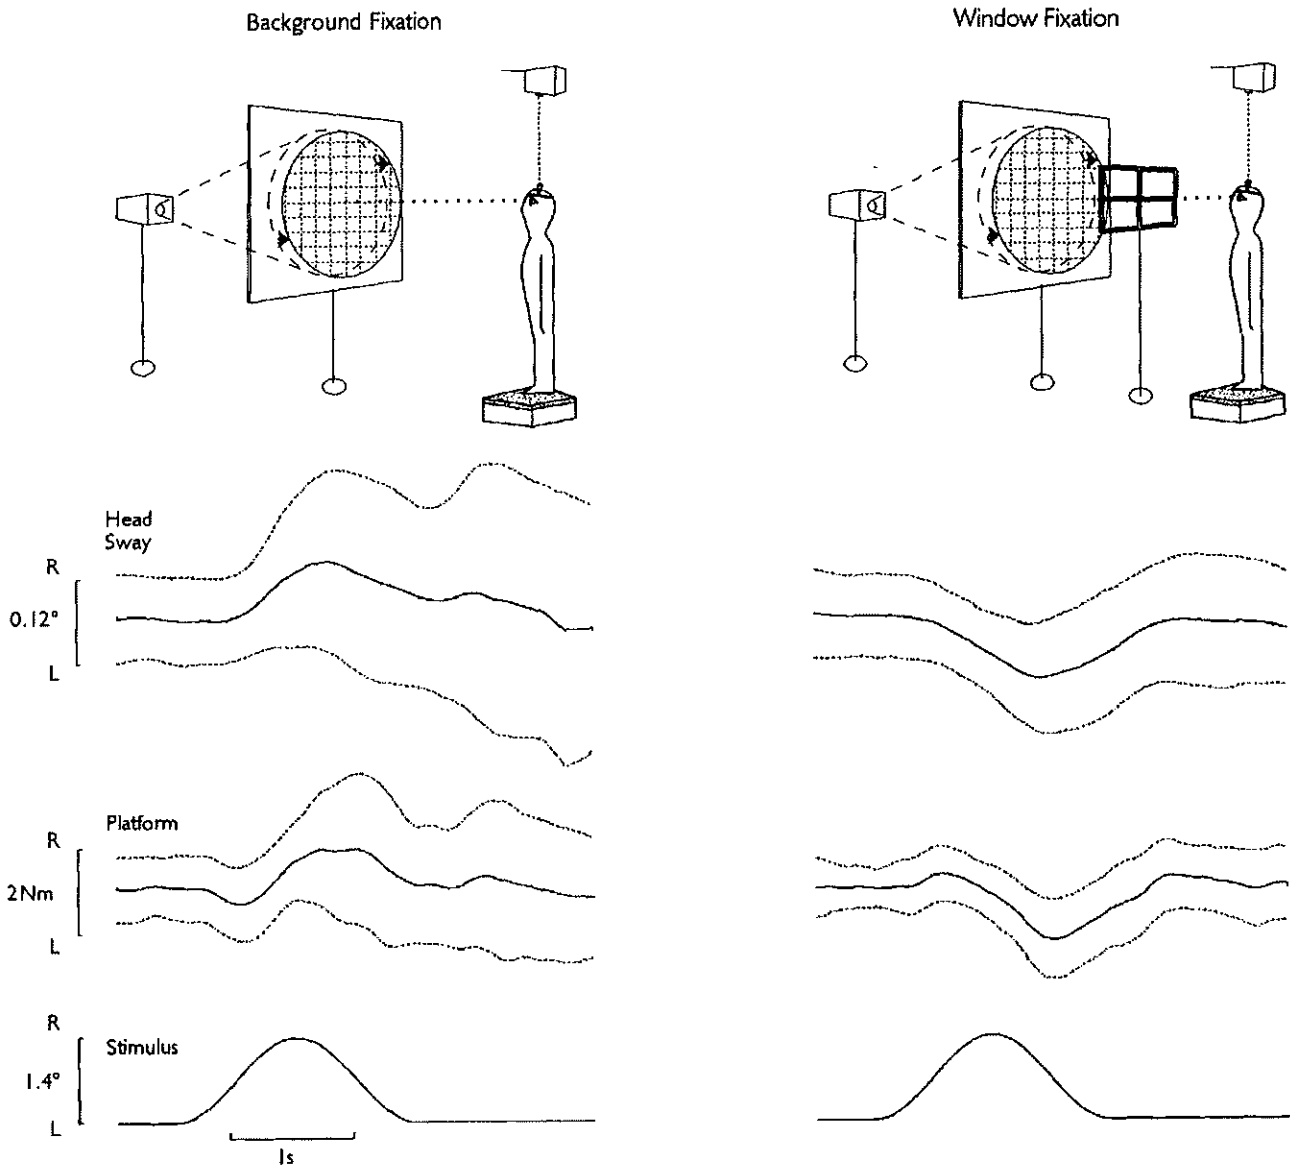 Background Fixation
Window Fixation
Head
Sway
R
0.12°
L
Platform
R
2Nm
L
R
Stimulus
1.4°
L
1s